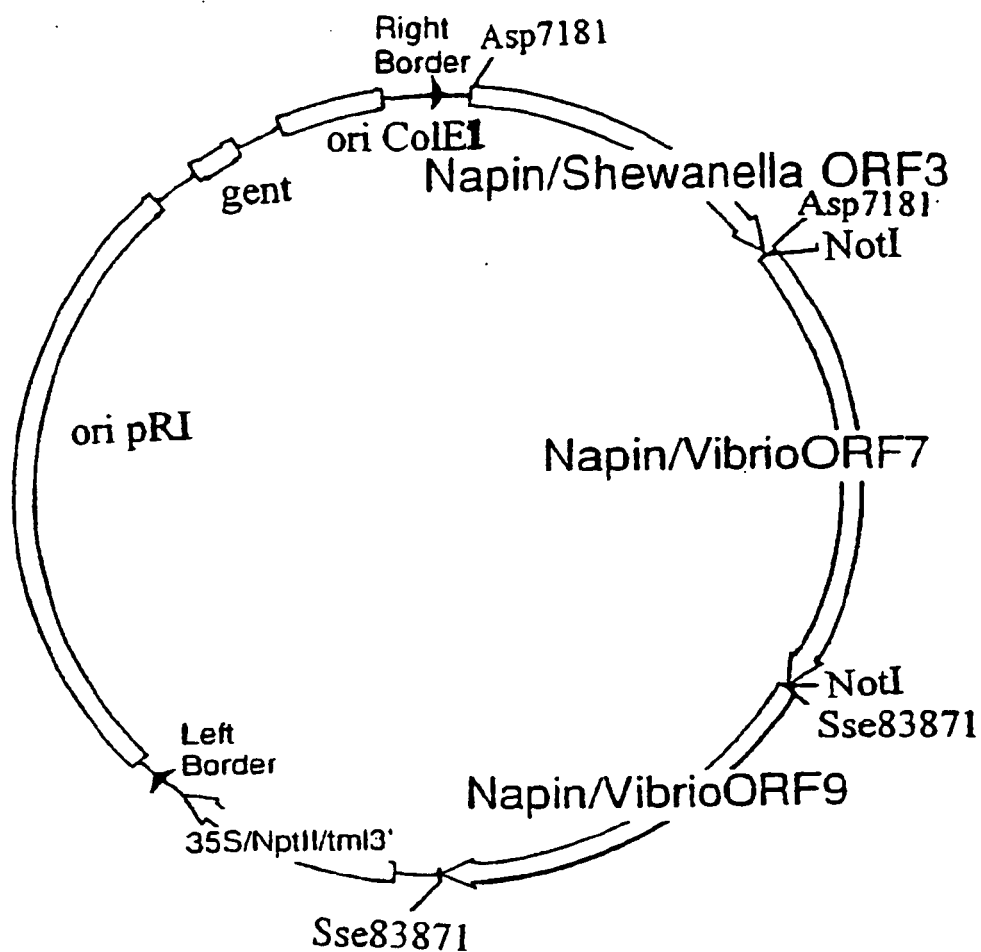 Right
Border
Asp7181
ori ColE1
gent
Napin/Shewanella ORF3
Asp7181
NotI
ori pRI
Napin/VibrioORF7
NotI
Sse83871
Left
Border
Napin/VibrioORF9
35S/NptII/tml3'
Sse83871